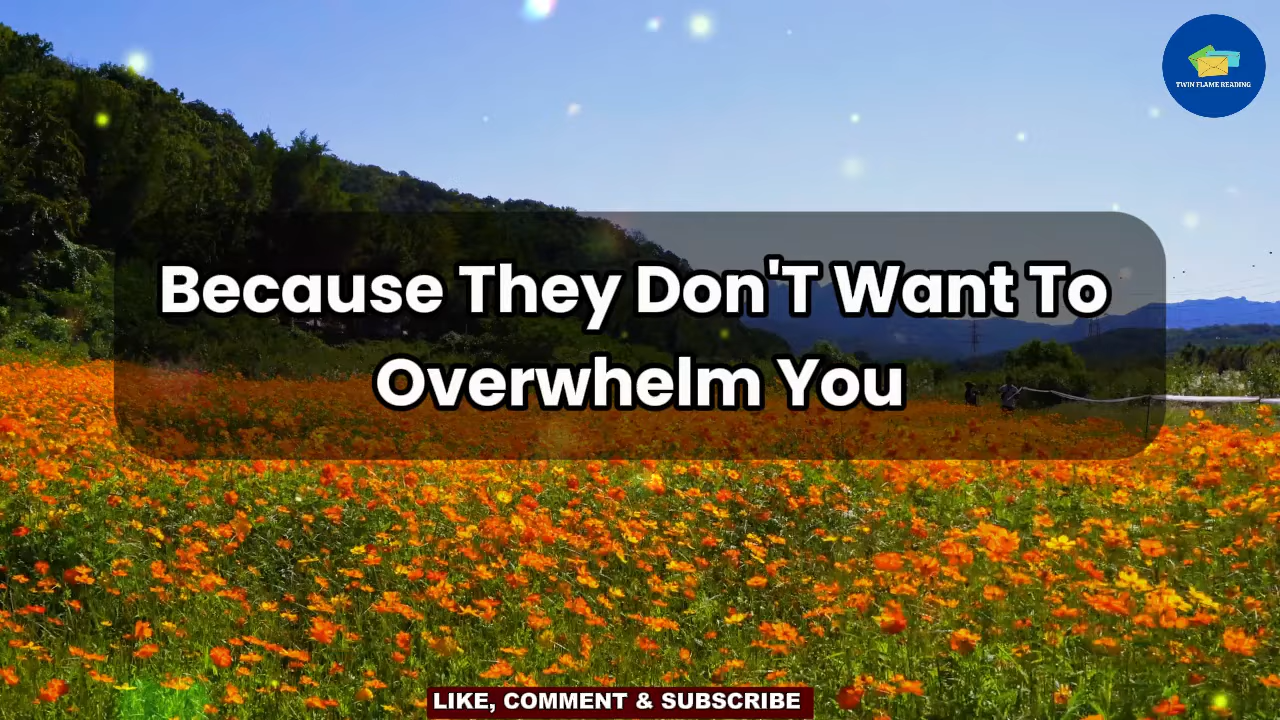 TWIN FLAME READING
Because They Don'T Want To
Overwhelm You
LIKE, COMMENT & SUBSCRIBE